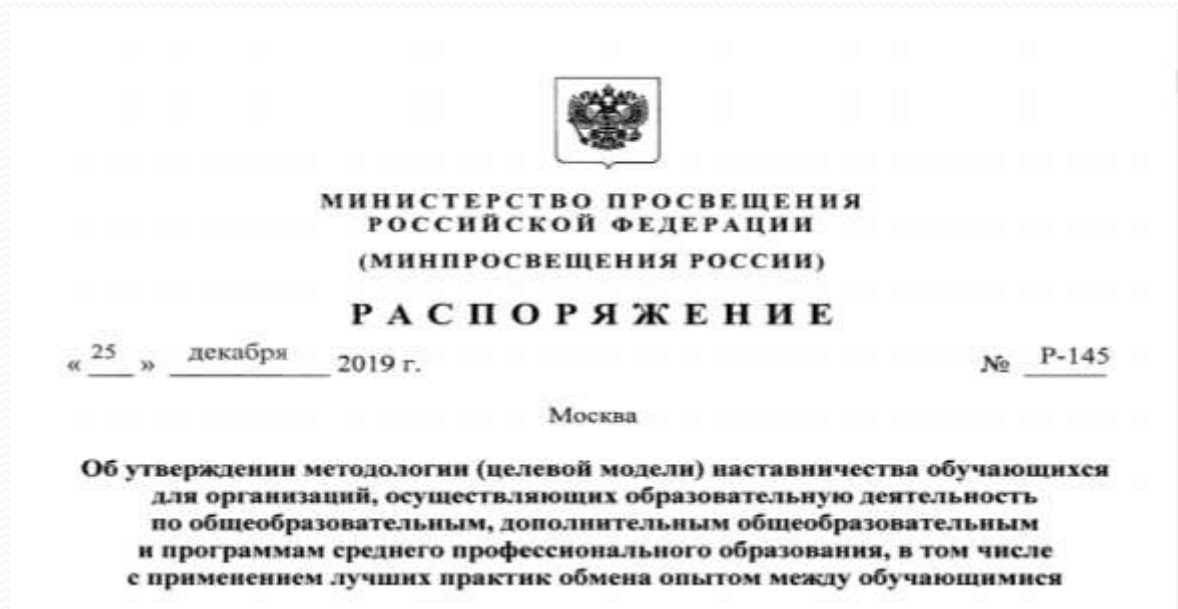 МИНИСТЕРСТВО ПРОСВЕЩЕНИЯ
РОССИЙСКОЙ ФЕДЕРАЦИИ
(МИНПРОСВЕЩЕНИЯ РОССИИ)
РАСПОРЯЖЕНИЕ
« 25 » декабря 2019 г. № Р-145
Москва
Об утверждении методологии (целевой модели) наставничества обучающихся
для организаций, осуществляющих образовательную деятельность
по общеобразовательным, дополнительным общеобразовательным
и программам среднего профессионального образования, в том числе
с применением лучших практик обмена опытом между обучающимися